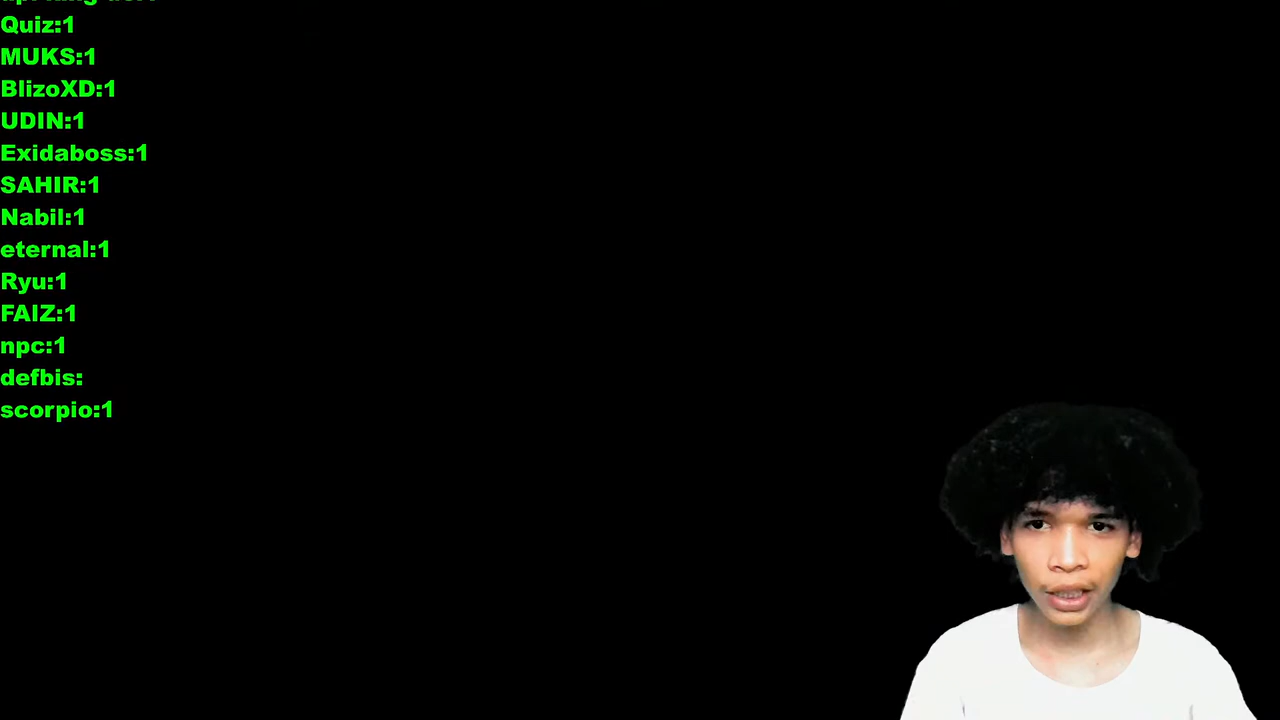 Quiz:1
MUKS:1
BlizoXD:1
UDIN:1
Exidaboss:1
SAHIR:1
Nabil:1
eternal:1
Ryu:1
FAIZ:1
npc:1
defbis:
scorpio:1